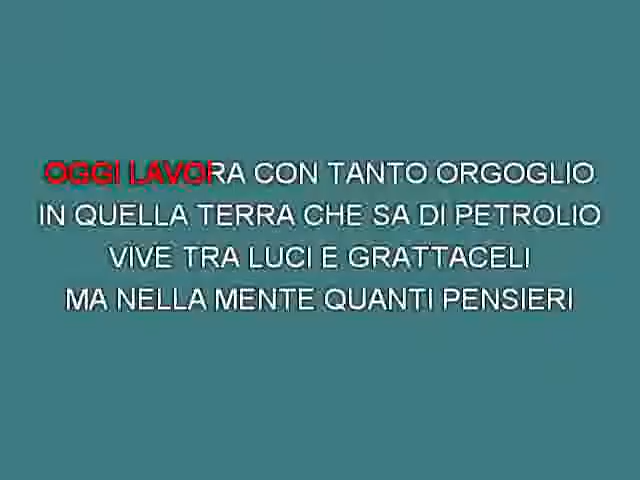 OGGI LAVORA CON TANTO ORGOGLIO
IN QUELLA TERRA CHE SA DI PETROLIO
VIVE TRA LUCI E GRATTACELI
MA NELLA MENTE QUANTI PENSIERI